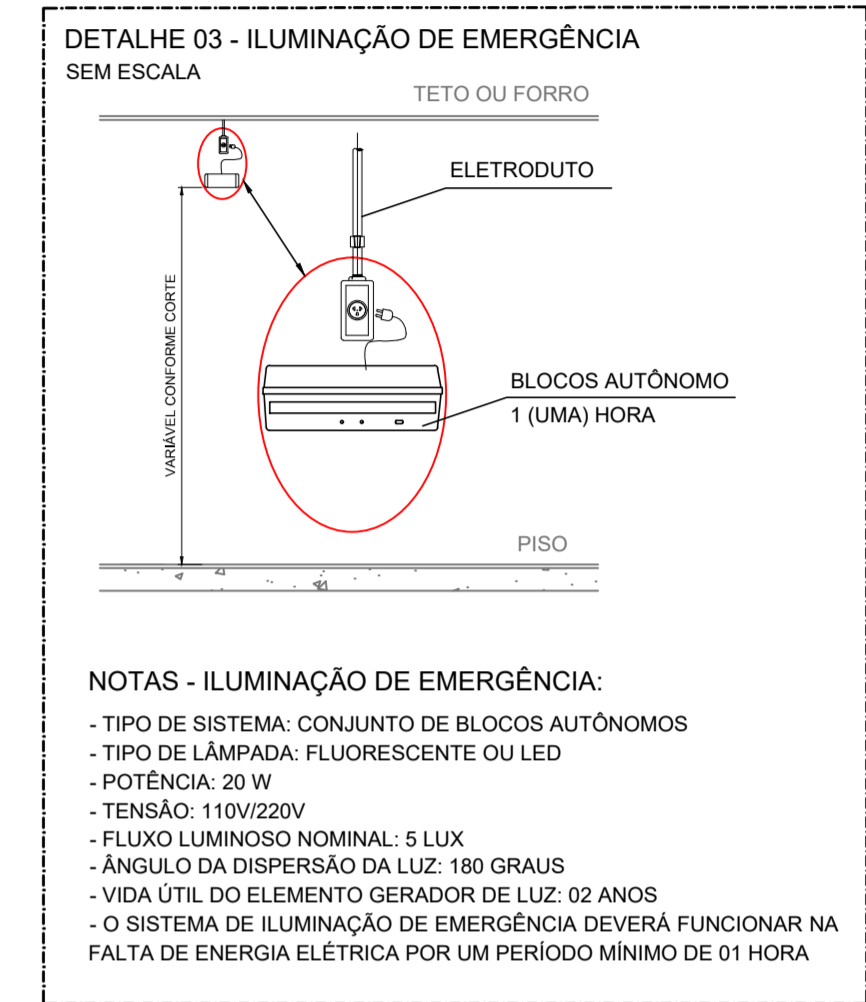 DETALHE 03 - ILUMINAÇÃO DE EMERGÊNCIA
SEM ESCALA
TETO OU FORRO
ELETRODUTO
VARIÁVEL CONFORME CORTE
BLOCOS AUTÔNOMO
1 (UMA) HORA
PISO
NOTAS - ILUMINAÇÃO DE EMERGÊNCIA:
- TIPO DE SISTEMA: CONJUNTO DE BLOCOS AUTÔNOMOS
- TIPO DE LÂMPADA: FLUORESCENTE OU LED
- POTÊNCIA: 20 W
- TENSÂO: 110V/220V
- FLUXO LUMINOSO NOMINAL: 5 LUX
- ÂNGULO DA DISPERSÃO DA LUZ: 180 GRAUS
- VIDA ÚTIL DO ELEMENTO GERADOR DE LUZ: 02 ANOS
- O SISTEMA DE ILUMINAÇÃO DE EMERGÊNCIA DEVERÁ FUNCIONAR NA
FALTA DE ENERGIA ELÉTRICA POR UM PERÍODO MÍNIMO DE 01 HORA